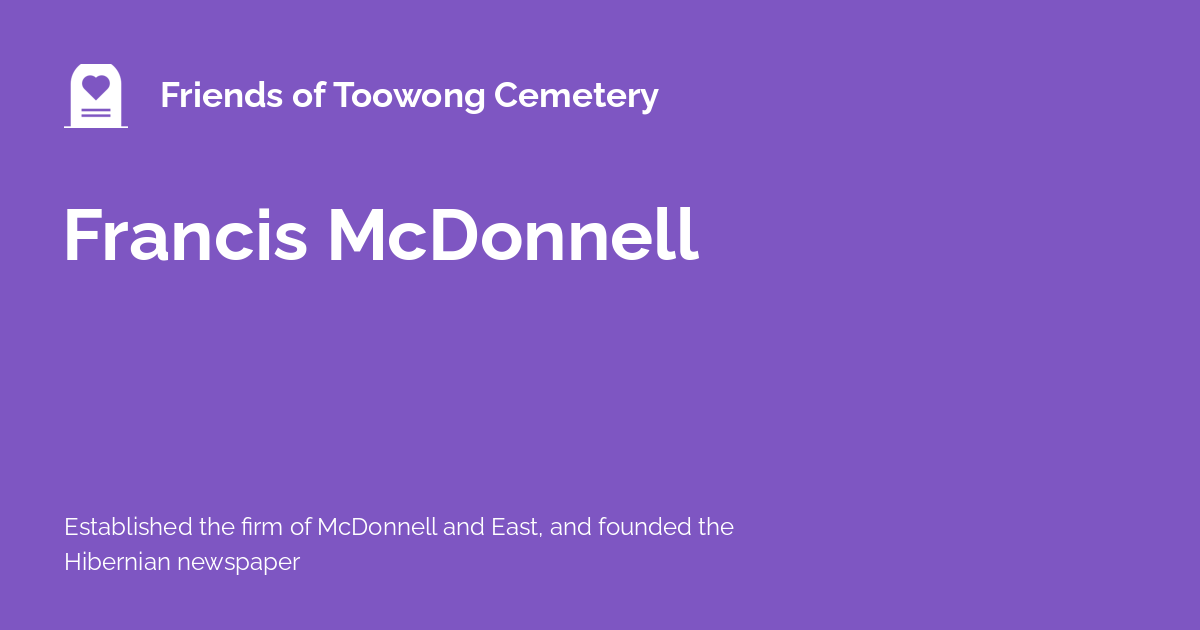 Friends of Toowong Cemetery
Francis McDonnell
Established the firm of McDonnell and East, and founded the
Hibernian newspaper